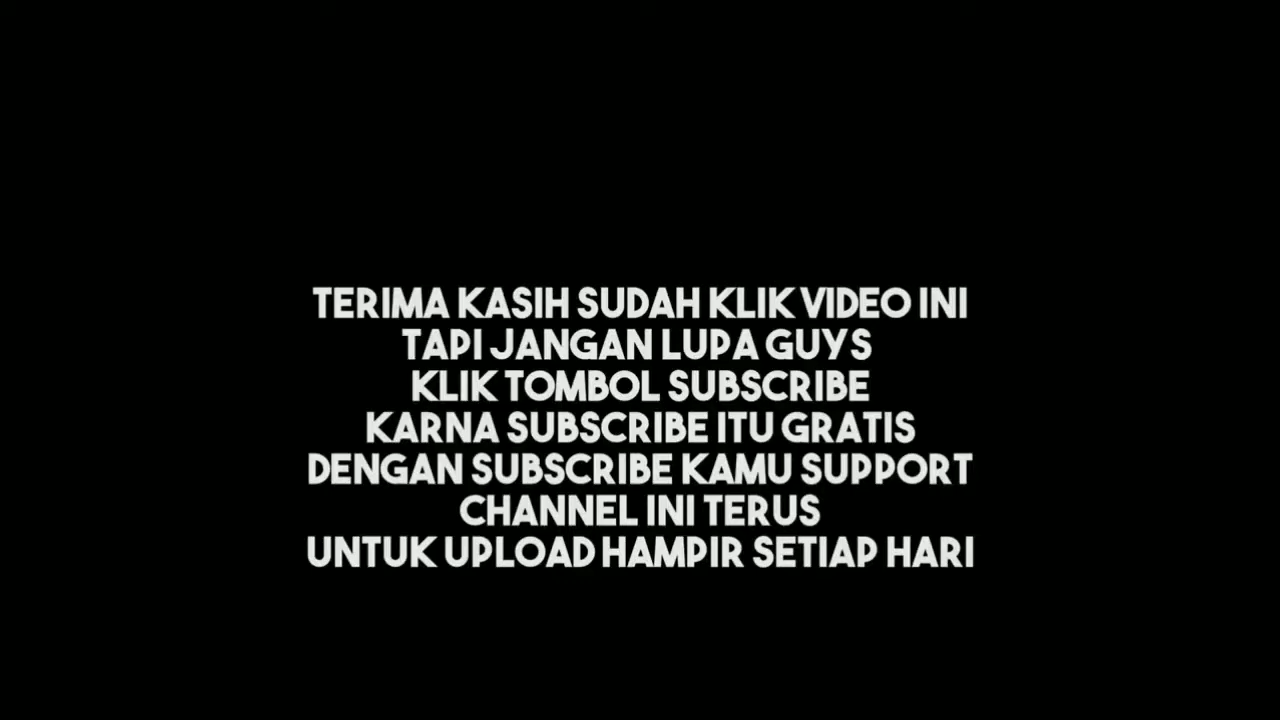 TERIMA KASIH SUDAH KLIK VIDEO INI
TAPI JANGAN LUPA GUYS
KLIK TOMBOL SUBSCRIBE
KARNA SUBSCRIBE ITU GRATIS
DENGAN SUBSCRIBE KAMU SUPPORT
CHANNEL INI TERUS
UNTUK UPLOAD HAMPIR SETIAP HARI